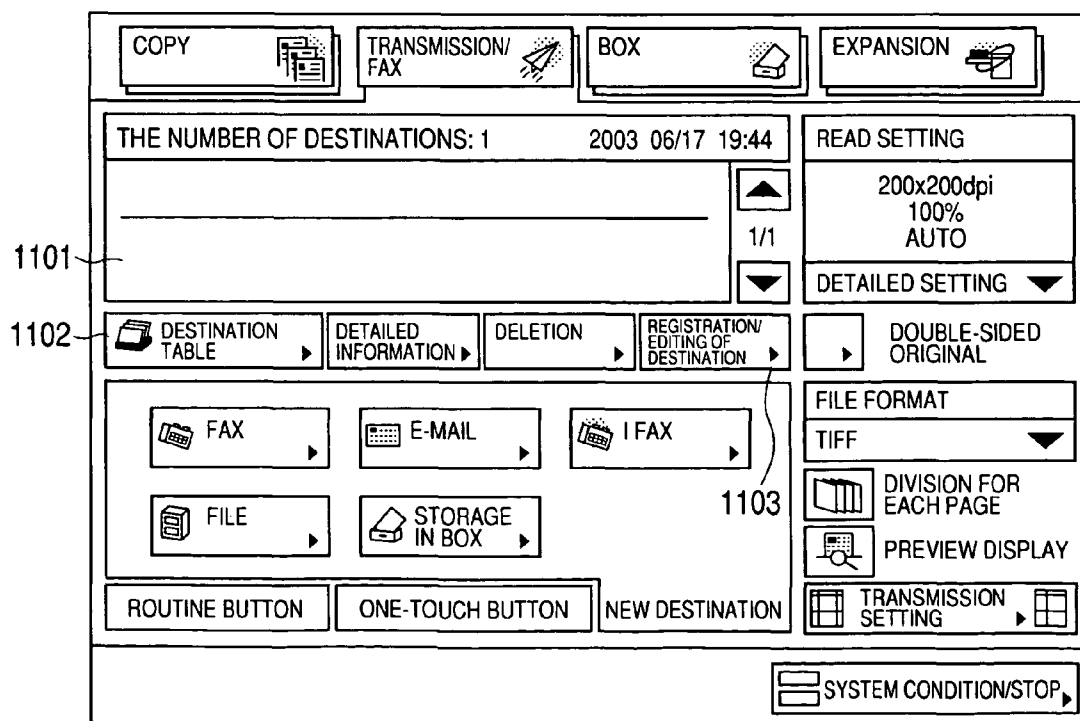 COPY
TRANSMISSION/
FAX
BOX
EXPANSION
THE NUMBER OF DESTINATIONS: 1 2003 06/17 19:44
1/1
1101
READ SETTING
200x200dpi
100%
AUTO
DETAILED SETTING
1102
DESTINATION
TABLE
DETAILED
INFORMATION
DELETION
REGISTRATION/
EDITING OF
DESTINATION
DOUBLE-SIDED
ORIGINAL
FAX
E-MAIL
I FAX
FILE
STORAGE
IN BOX
1103
FILE FORMAT
TIFF
DIVISION FOR
EACH PAGE
PREVIEW DISPLAY
TRANSMISSION
SETTING
ROUTINE BUTTON
ONE-TOUCH BUTTON
NEW DESTINATION
SYSTEM CONDITION/STOP